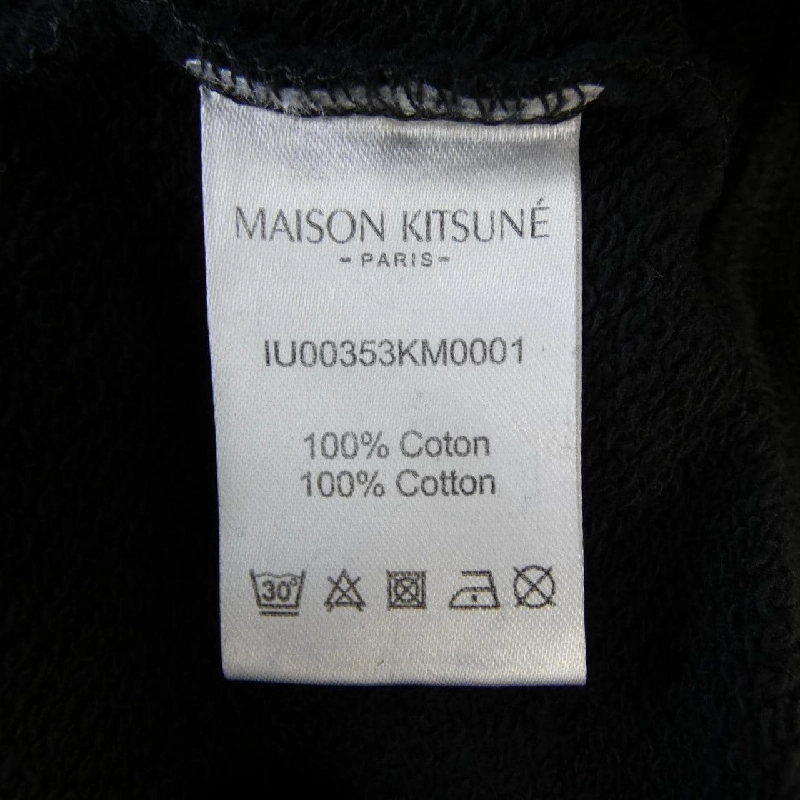 MAISON KITSUNÉ
- PARIS -
IU00353KM0001
100% Coton
100% Cotton
30°